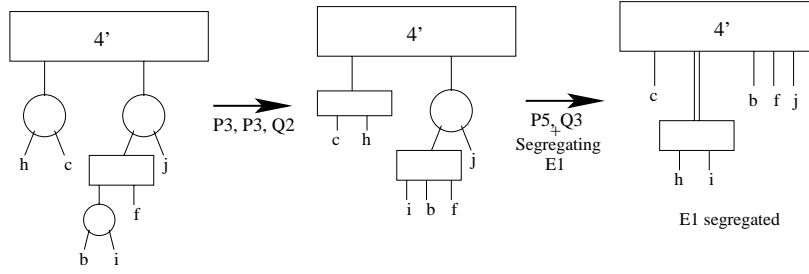 4’
h
c
j
f
b
i
P3, P3, Q2
4’
c
h
j
i
b
f
P5, Q3
+
Segregating
E1
4’
c
b
f
j
h
i
E1 segregated